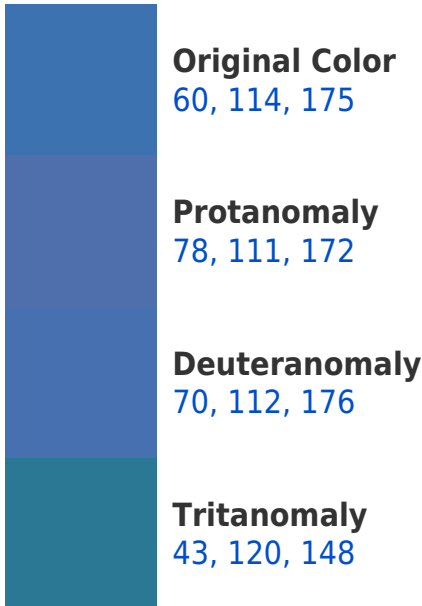 Original Color
60, 114, 175
Protanomaly
78, 111, 172
Deuteranomaly
70, 112, 176
Tritanomaly
43, 120, 148